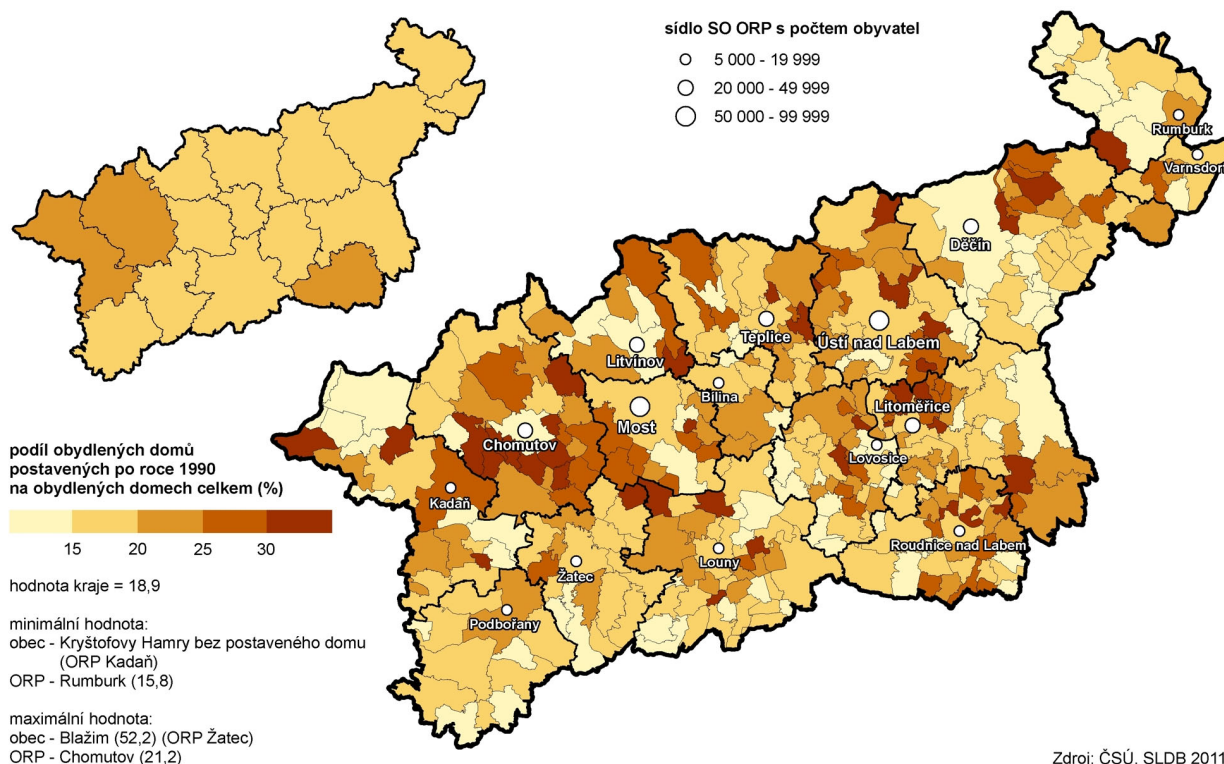 sídlo SO ORP s počtem obyvatel
5 000 - 19 999
20 000 - 49 999
50 000 - 99 999
Rumburk
Varnsdorf
Děčín
Teplice
Ústí nad Labem
Litvínov
Bílina
Most
Litoměřice
Chomutov
Lovosice
Kadaň
Roudnice nad Labem
Louny
Žatec
Podbořany
podíl obydlených domů
postavených po roce 1990
na obydlených domech celkem (%)
15 20 25 30
hodnota kraje = 18,9
minimální hodnota:
obec - Kryštofovy Hamry bez postaveného domu
(ORP Kadaň)
ORP - Rumburk (15,8)
maximální hodnota:
obec - Blažim (52,2) (ORP Žatec)
ORP - Chomutov (21,2)
Zdroj: ČSÚ, SLDB 2011